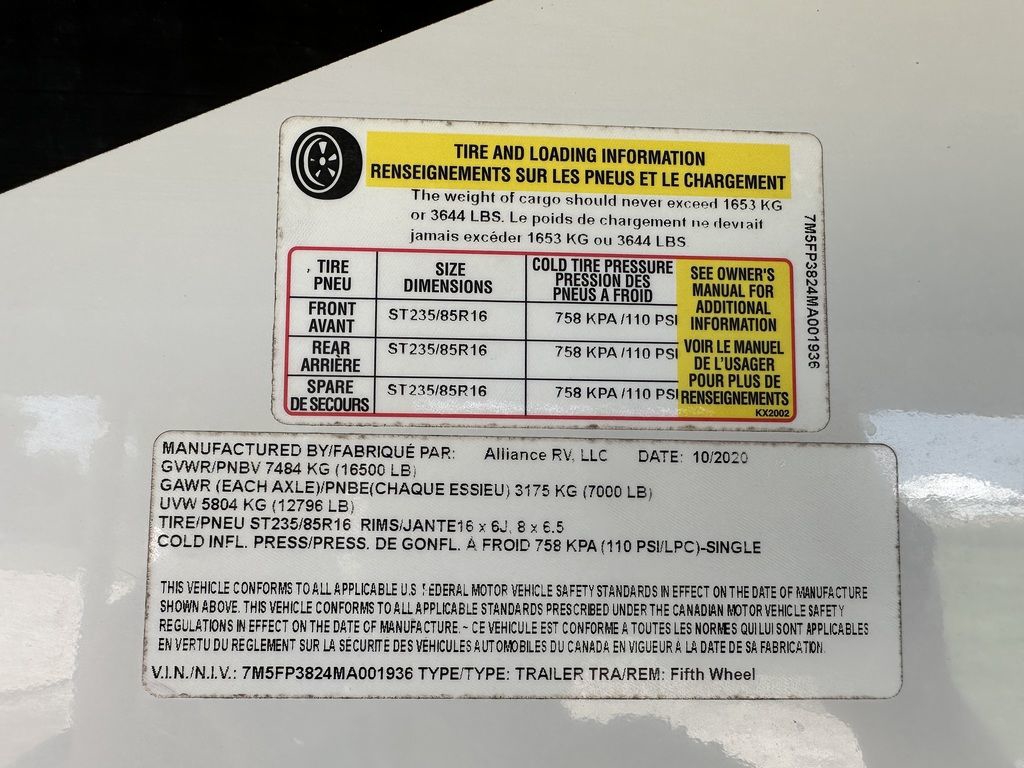 TIRE AND LOADING INFORMATION
RENSEIGNEMENTS SUR LES PNEUS ET LE CHARGEMENT
The weight of cargo should never exceed 1653 KG
or 3644 LBS. Le poids de chargement ne devrait
jamais excéder 1653 KG ou 3644 LBS.
TIRE PNEU
SIZE DIMENSIONS
COLD TIRE PRESSURE PRESSION DES PNEUS A FROID
FRONT AVANT ST235/85R16 758 KPA /110 PSI
REAR ARRIÈRE ST235/85R16 758 KPA /110 PSI
SPARE DE SECOURS ST235/85R16 758 KPA /110 PSI
SEE OWNER'S
MANUAL FOR
ADDITIONAL
INFORMATION
VOIR LE MANUEL
DE L'USAGER
POUR PLUS DE
RENSEIGNEMENTS
KX2002
7M5FP3824MA001936
MANUFACTURED BY/FABRIQUÉ PAR: Alliance RV, LLC DATE: 10/2020
GVWR/PNBV 7484 KG (16500 LB)
GAWR (EACH AXLE)/PNBE(CHAQUE ESSIEU) 3175 KG (7000 LB)
UVW 5804 KG (12796 LB)
TIRE/PNEU ST235/85R16 RIMS/JANTE16 x 6J, 8 x 6.5
COLD INFL. PRESS/PRESS. DE GONFL. À FROID 758 KPA (110 PSI/LPC)-SINGLE
THIS VEHICLE CONFORMS TO ALL APPLICABLE U.S. FEDERAL MOTOR VEHICLE SAFETY STANDARDS IN EFFECT ON THE DATE OF MANUFACTURE
SHOWN ABOVE. THIS VEHICLE CONFORMS TO ALL APPLICABLE STANDARDS PRESCRIBED UNDER THE CANADIAN MOTOR VEHICLE SAFETY
REGULATIONS IN EFFECT ON THE DATE OF MANUFACTURE. ~ CE VEHICULE EST CONFORME A TOUTES LES NORMES QUI LUI SONT APPLICABLES
EN VERTU DU REGLEMENT SUR LA SECURITE DES VEHICULES AUTOMOBILES DU CANADA EN VIGUEUR A LA DATE DE SA FABRICATION.
V.I.N./N.I.V.: 7M5FP3824MA001936 TYPE/TYPE: TRAILER TRA/REM: Fifth Wheel